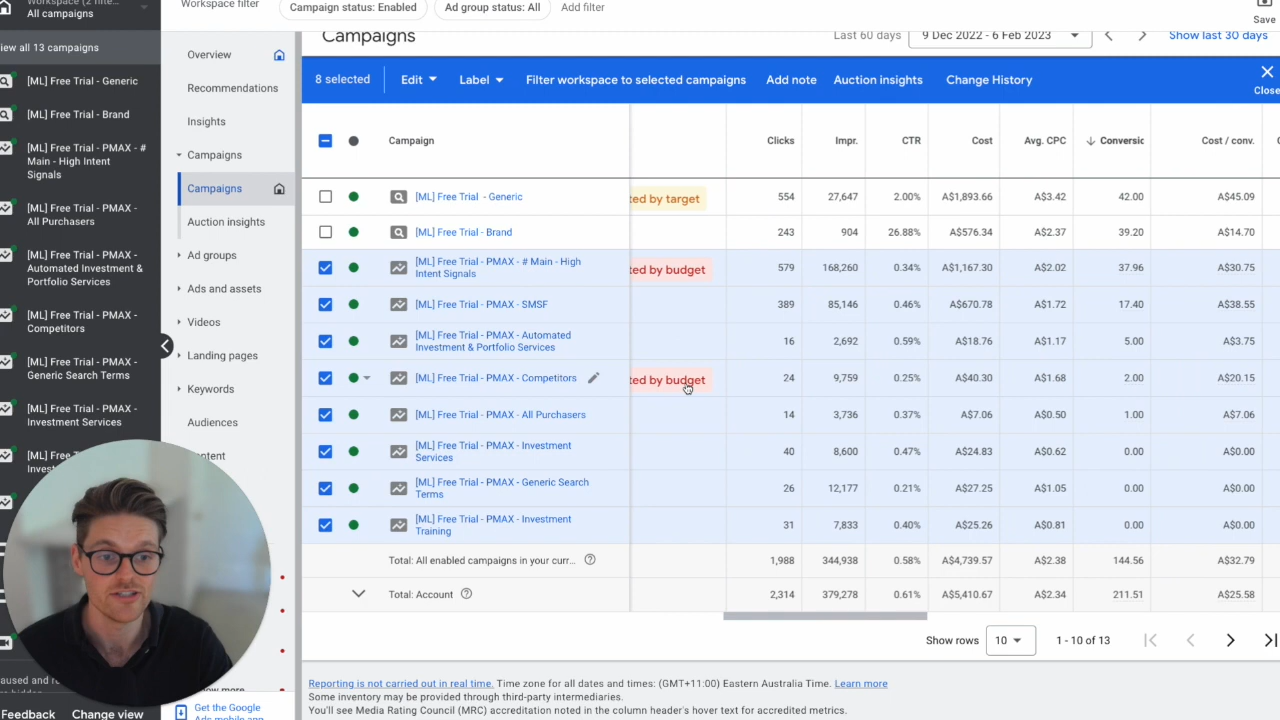 Workspace (2 filte...
All campaigns
iew all 13 campaigns
[ML] Free Trial - Generic
[ML] Free Trial - Brand
[ML] Free Trial - PMAX - #
Main - High Intent
Signals
[ML] Free Trial - PMAX -
All Purchasers
[ML] Free Trial - PMAX -
Automated Investment &
Portfolio Services
[ML] Free Trial - PMAX -
Competitors
[ML] Free Trial - PMAX -
Generic Search Terms
[ML] Free Trial - PMAX -
Investment Services
[ML] Fre
Inves
Feedback
Change view
Workspace filter
Campaign status: Enabled
Ad group status: All
Add filter
Save
Overview
Recommendations
Insights
Campaigns
Campaigns
Auction insights
Ad groups
Ads and assets
Videos
Landing pages
Keywords
Audiences
ntent
ow more
Get the Google
Ads mobile app
Campaigns
Last 60 days
9 Dec 2022 - 6 Feb 2023
Show last 30 days
8 selected
Edit
Label
Filter workspace to selected campaigns
Add note
Auction insights
Change History
Close
Campaign Clicks Impr. CTR Cost Avg. CPC Conversic Cost / conv.
[ML] Free Trial - Generic ted by target 554 27,647 2.00% A$1,893.66 A$3.42 42.00 A$45.09
[ML] Free Trial - Brand 243 904 26.88% A$576.34 A$2.37 39.20 A$14.70
[ML] Free Trial - PMAX - # Main - High
Intent Signals ted by budget 579 168,260 0.34% A$1,167.30 A$2.02 37.96 A$30.75
[ML] Free Trial - PMAX - SMSF 389 85,146 0.46% A$670.78 A$1.72 17.40 A$38.55
[ML] Free Trial - PMAX - Automated
Investment & Portfolio Services 16 2,692 0.59% A$18.76 A$1.17 5.00 A$3.75
[ML] Free Trial - PMAX - Competitors ted by budget 24 9,759 0.25% A$40.30 A$1.68 2.00 A$20.15
[ML] Free Trial - PMAX - All Purchasers 14 3,736 0.37% A$7.06 A$0.50 1.00 A$7.06
[ML] Free Trial - PMAX - Investment
Services 40 8,600 0.47% A$24.83 A$0.62 0.00 A$0.00
[ML] Free Trial - PMAX - Generic Search
Terms 26 12,177 0.21% A$27.25 A$1.05 0.00 A$0.00
[ML] Free Trial - PMAX - Investment
Training 31 7,833 0.40% A$25.26 A$0.81 0.00 A$0.00
Total: All enabled campaigns in your curr... 1,988 344,938 0.58% A$4,739.57 A$2.38 144.56 A$32.79
Total: Account 2,314 379,278 0.61% A$5,410.67 A$2.34 211.51 A$25.58
Show rows 10 1 - 10 of 13
Reporting is not carried out in real time. Time zone for all dates and times: (GMT+11:00) Eastern Australia Time. Learn more
Some inventory may be provided through third-party intermediaries.
You'll see Media Rating Council (MRC) accreditation noted in the column header's hover text for accredited metrics.